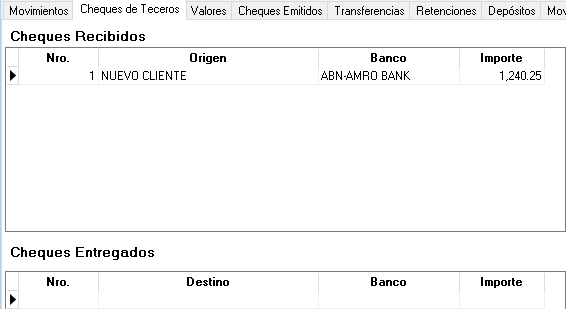 Movimientos Cheques de Teceros Valores Cheques Emitidos Transferencias Retenciones Depósitos Mov
Cheques Recibidos
Nro. Origen Banco Importe
1 NUEVO CLIENTE ABN-AMRO BANK 1,240.25
Cheques Entregados
Nro. Destino Banco Importe